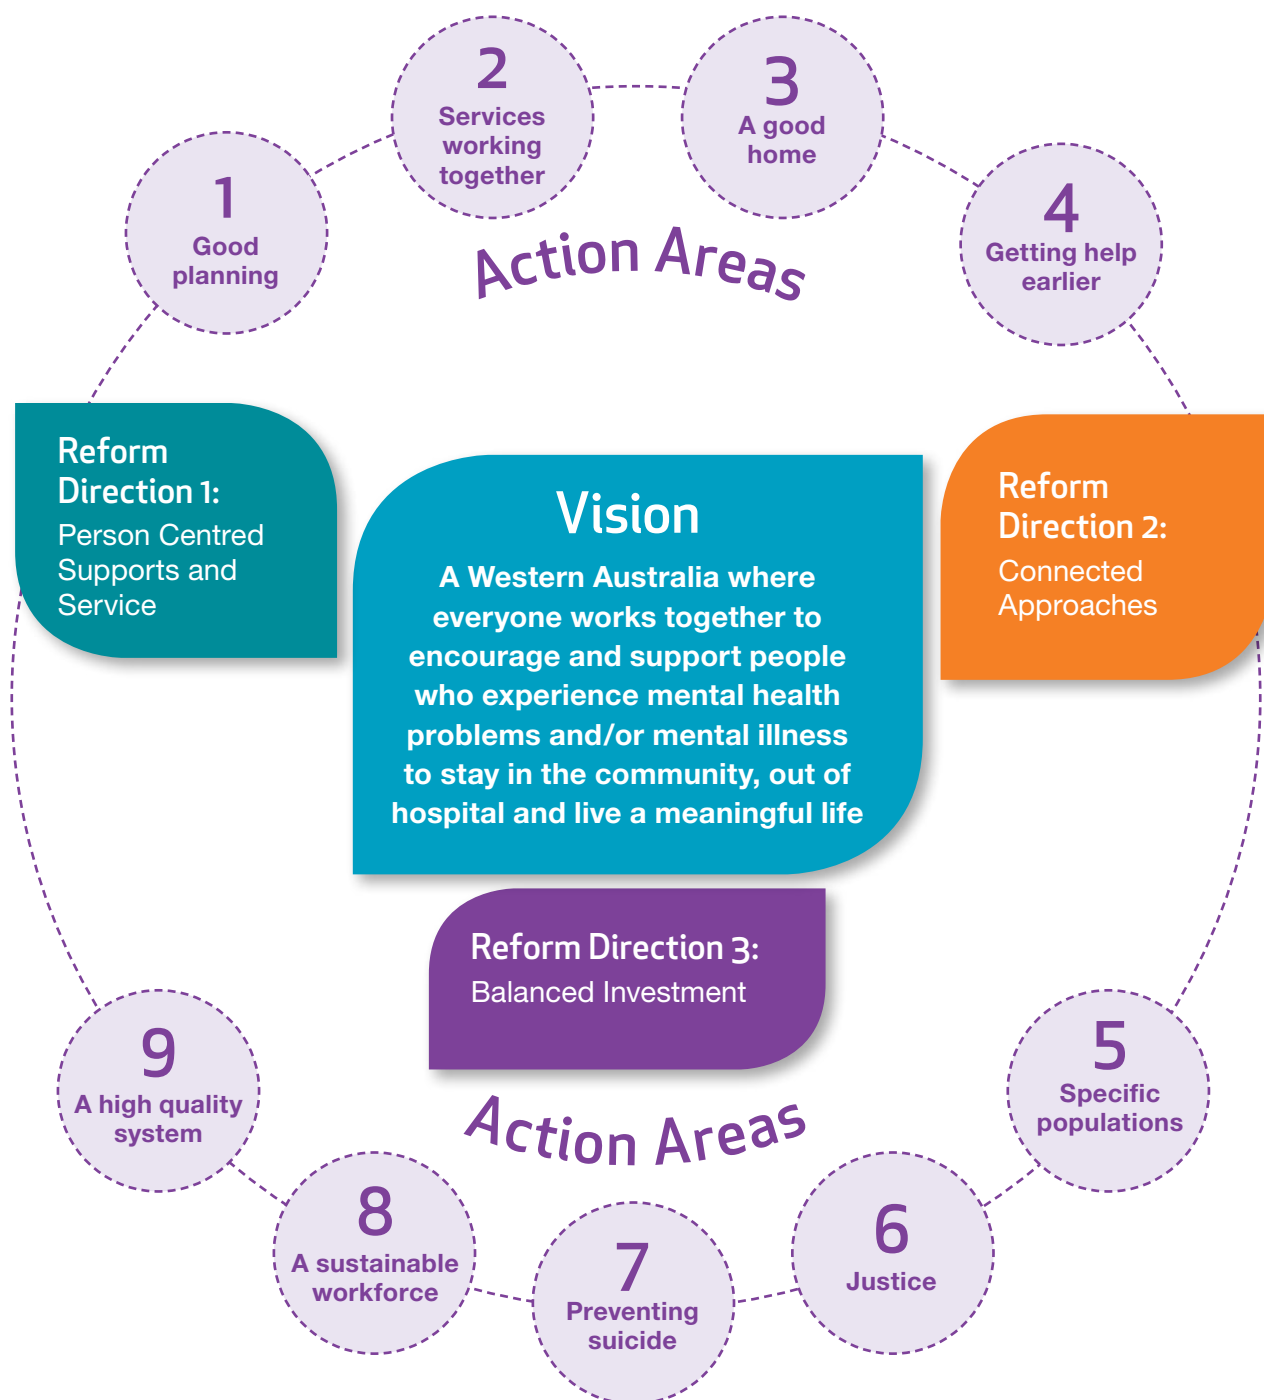 1
Good
planning
2
Services
working
together
3
A good
home
4
Getting help
earlier
Action Areas
Reform
Direction 1:
Person Centred
Supports and
Service
Vision
A Western Australia where
everyone works together to
encourage and support people
who experience mental health
problems and/or mental illness
to stay in the community, out of
hospital and live a meaningful life
Reform
Direction 2:
Connected
Approaches
Reform Direction 3:
Balanced Investment
Action Areas
5
Specific
populations
6
Justice
7
Preventing
suicide
8
A sustainable
workforce
9
A high quality
system